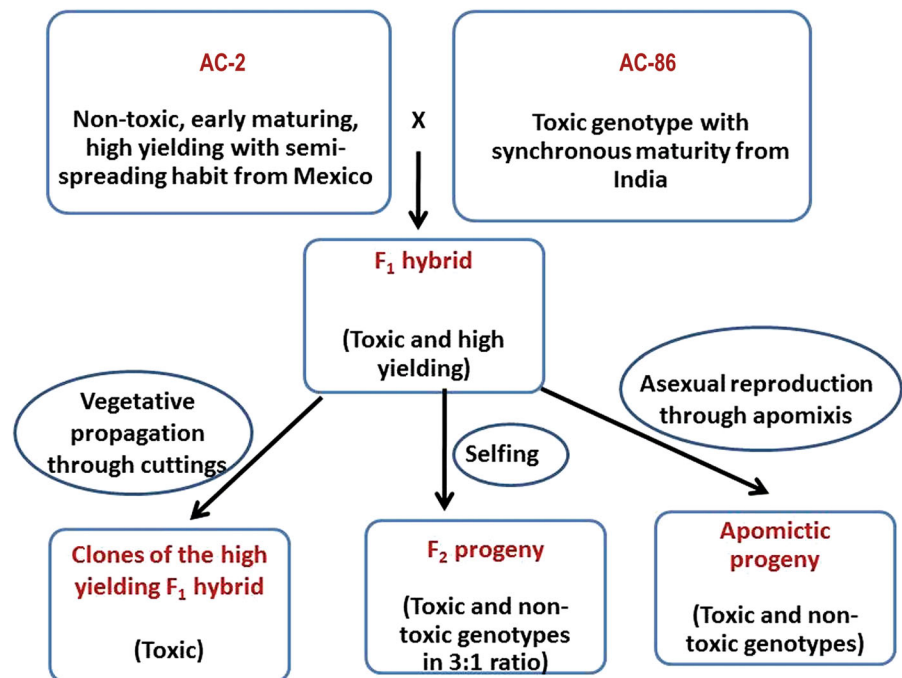 AC-2
Non-toxic, early maturing,
high yielding with semi-
spreading habit from Mexico
X
AC-86
Toxic genotype with
synchronous maturity from
India
F₁ hybrid
(Toxic and high
yielding)
Vegetative
propagation
through cuttings
Selfing
Asexual reproduction
through apomixis
Clones of the high
yielding F₁ hybrid
(Toxic)
F₂ progeny
(Toxic and non-
toxic genotypes
in 3:1 ratio)
Apomictic
progeny
(Toxic and non-
toxic genotypes)